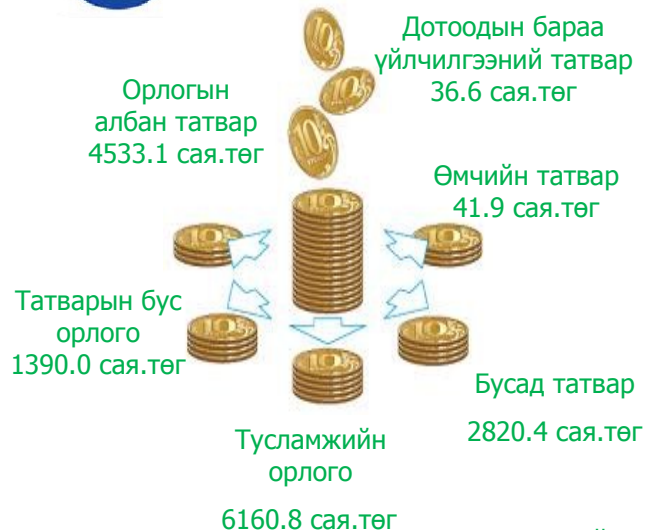 Дотоодын бараа
үйлчилгээний татвар
36.6 сая.төг
Орлогын
албан татвар
4533.1 сая.төг
Өмчийн татвар
41.9 сая.төг
Татварын бус
орлого
1390.0 сая.төг
Бусад татвар
2820.4 сая.төг
Тусламжийн
орлого
6160.8 сая.төг